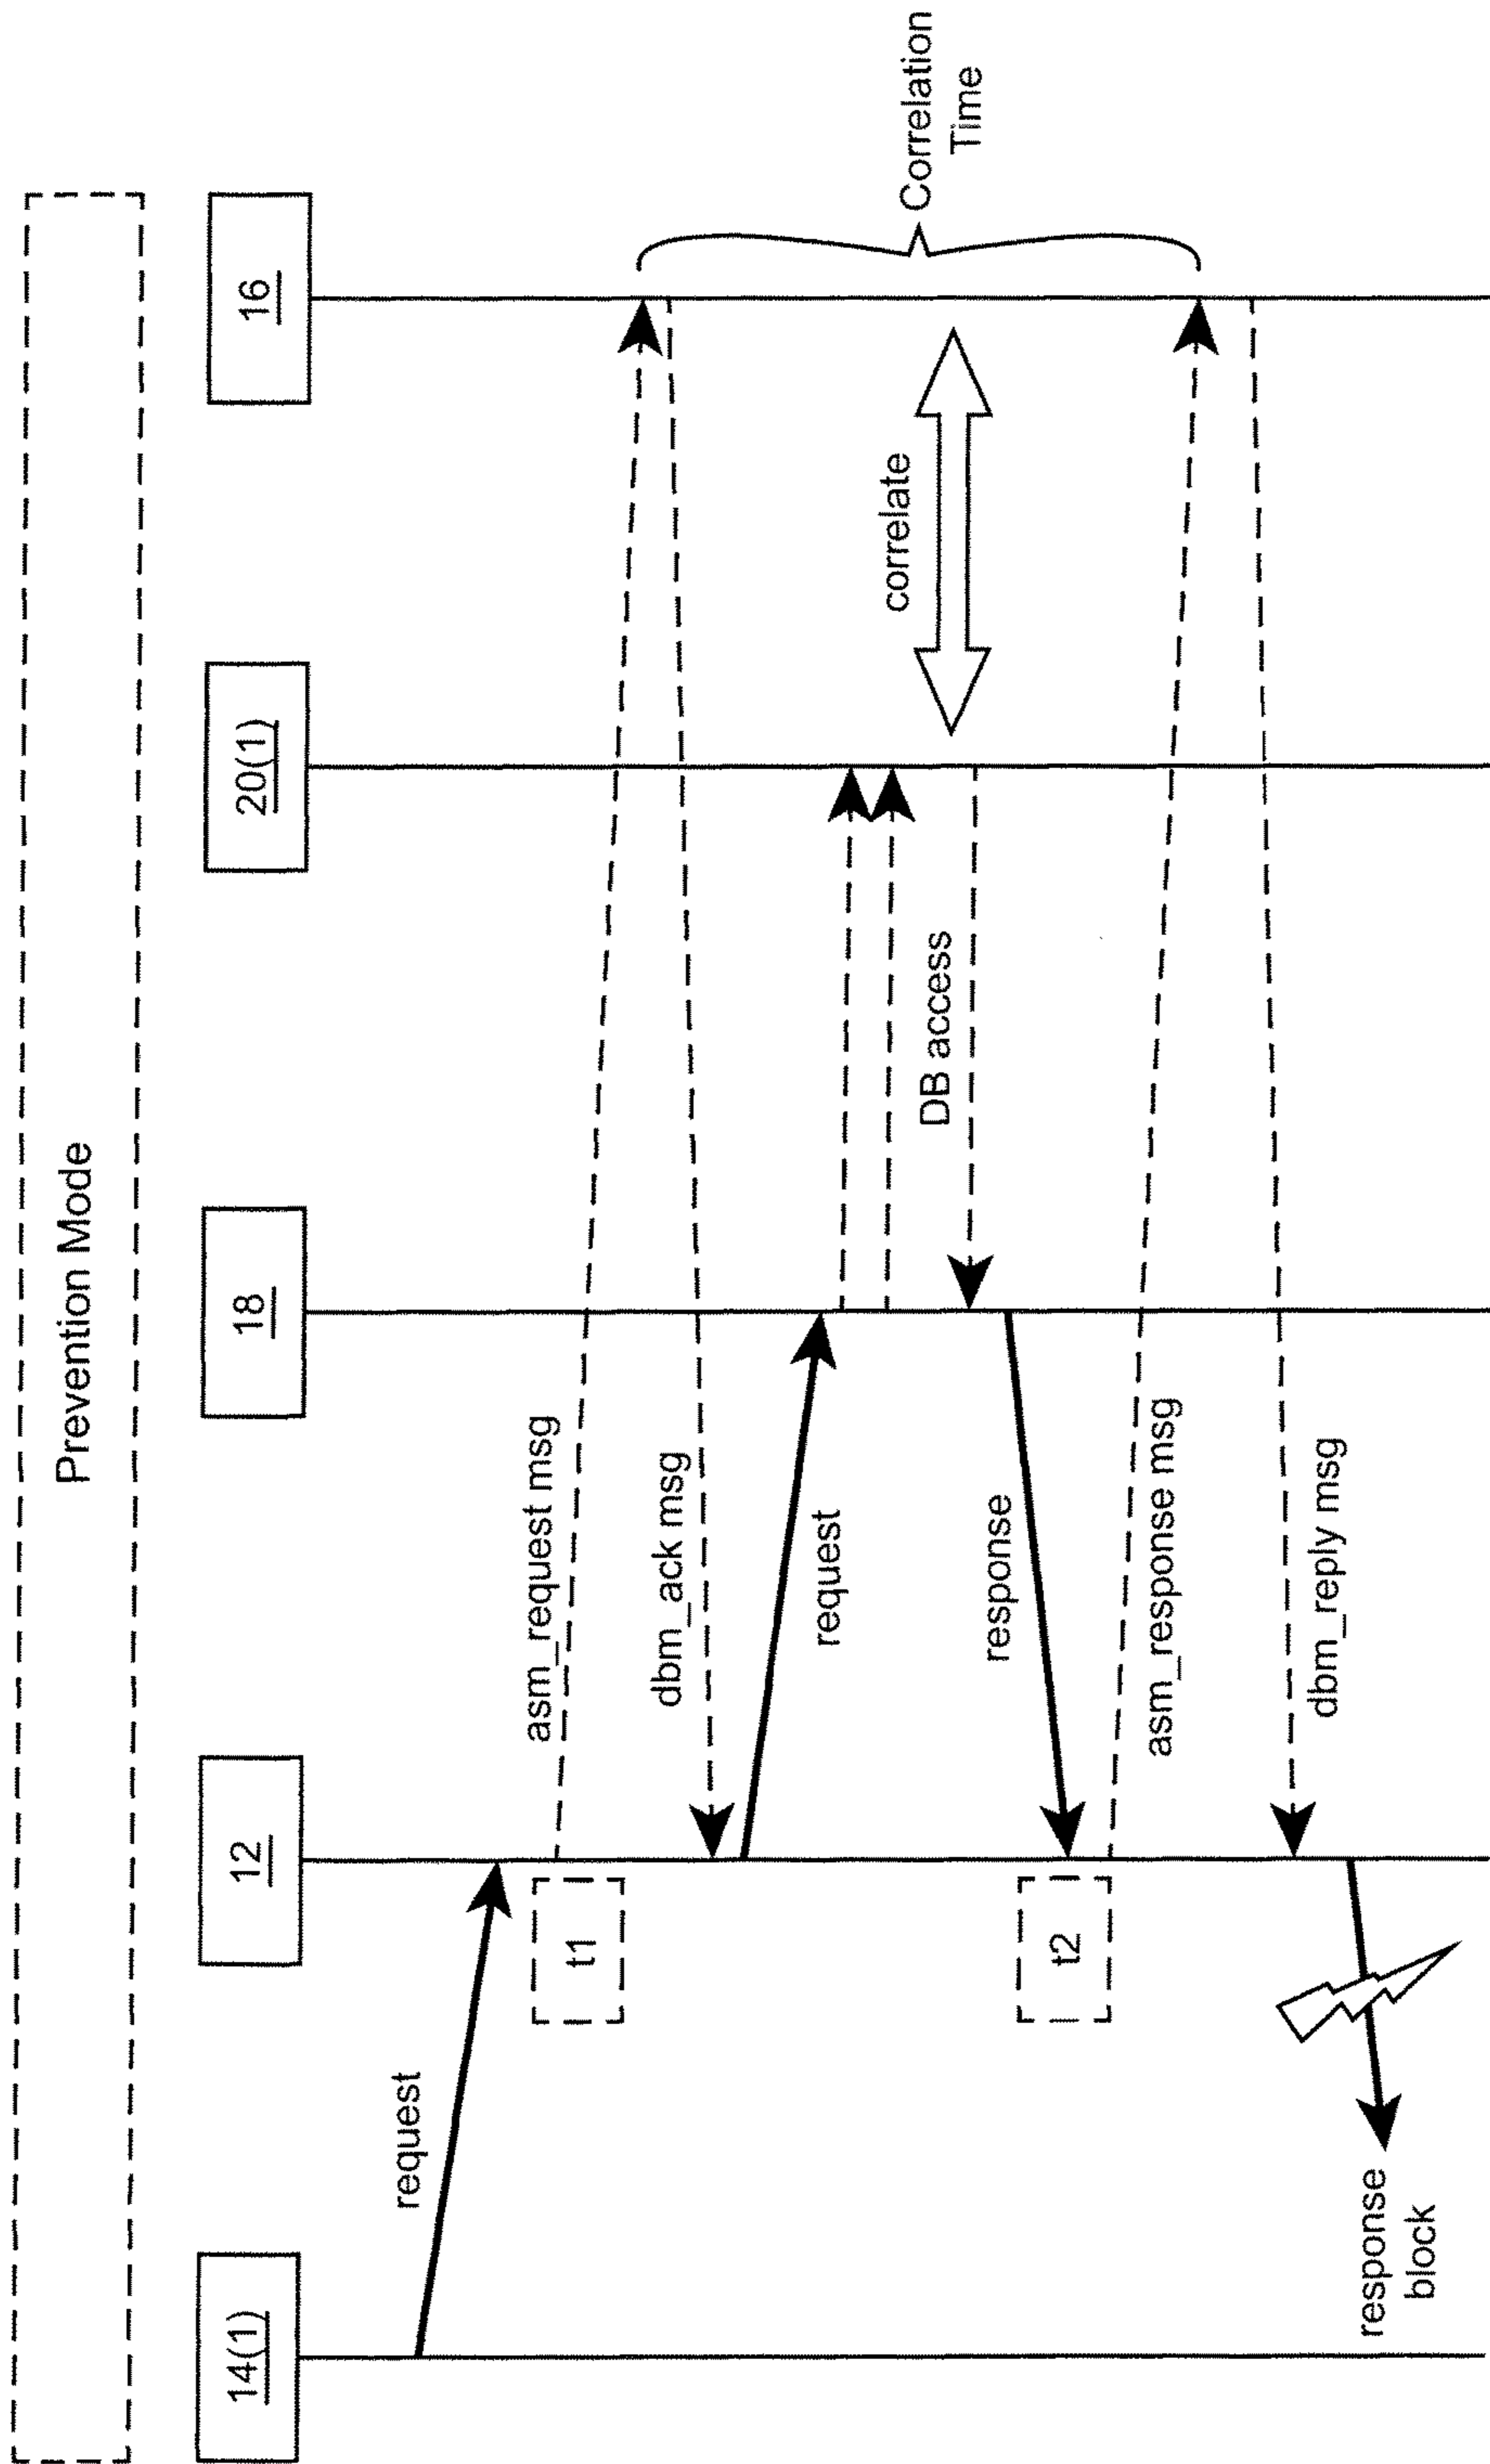 Prevention Mode
14(1)
12
18
20(1)
16
request
t1
asm_request msg
dbm_ack msg
request
DB access
correlate
Correlation
Time
response
t2
asm_response msg
dbm_reply msg
response
block